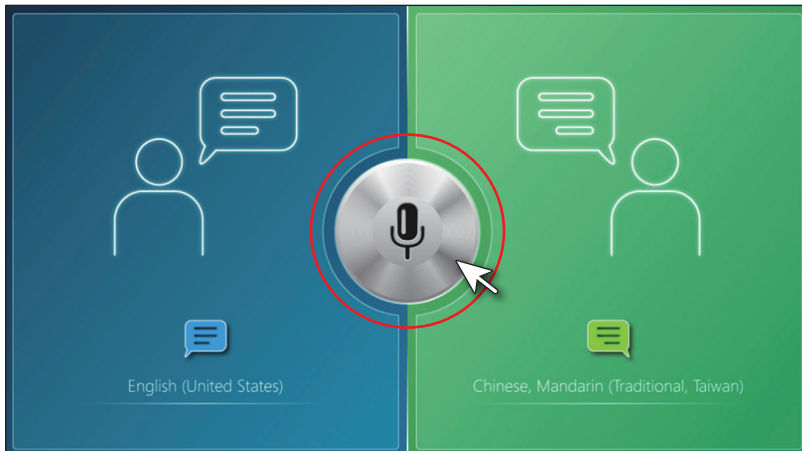 English (United States)
Chinese, Mandarin (Traditional, Taiwan)